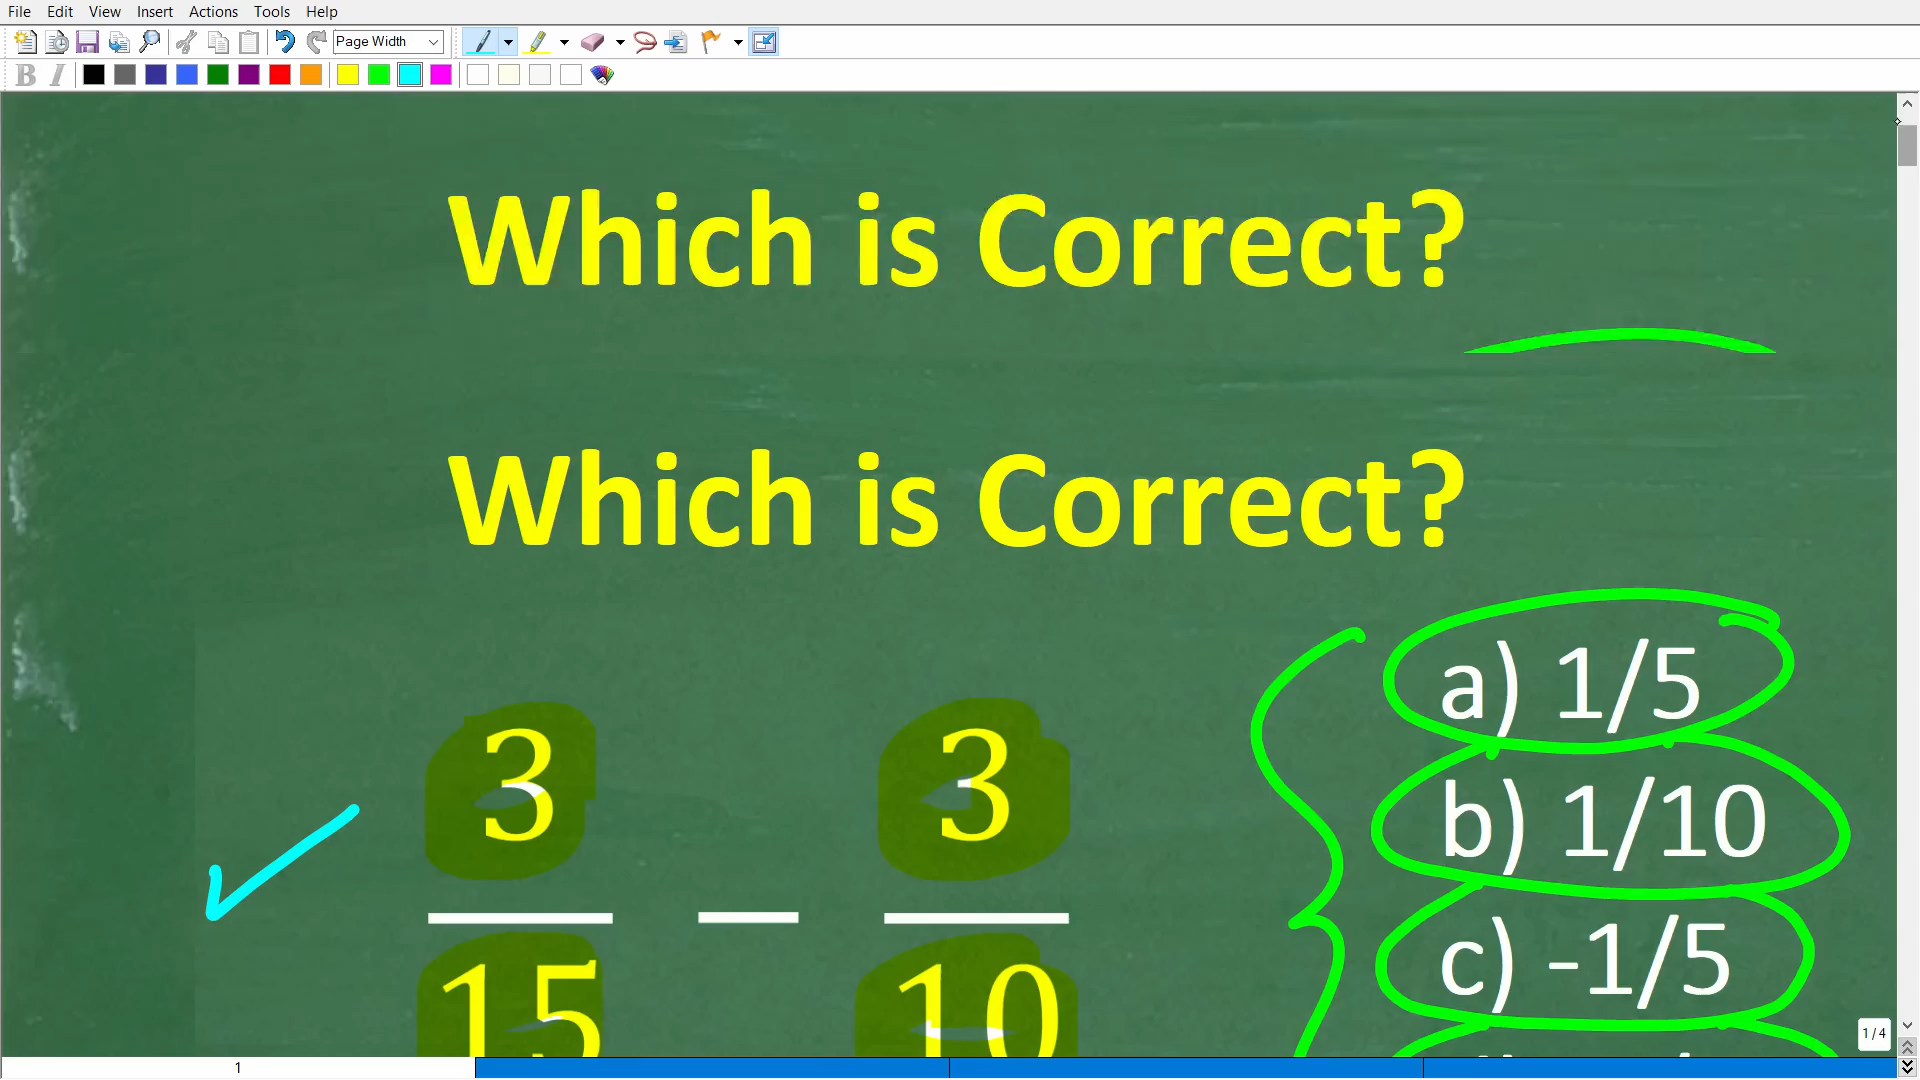 File Edit View Insert Actions Tools Help
Page Width
B I
Which is Correct?
Which is Correct?
3 3
15 10
a) 1/5
b) 1/10
c) -1/5
1 / 4
1